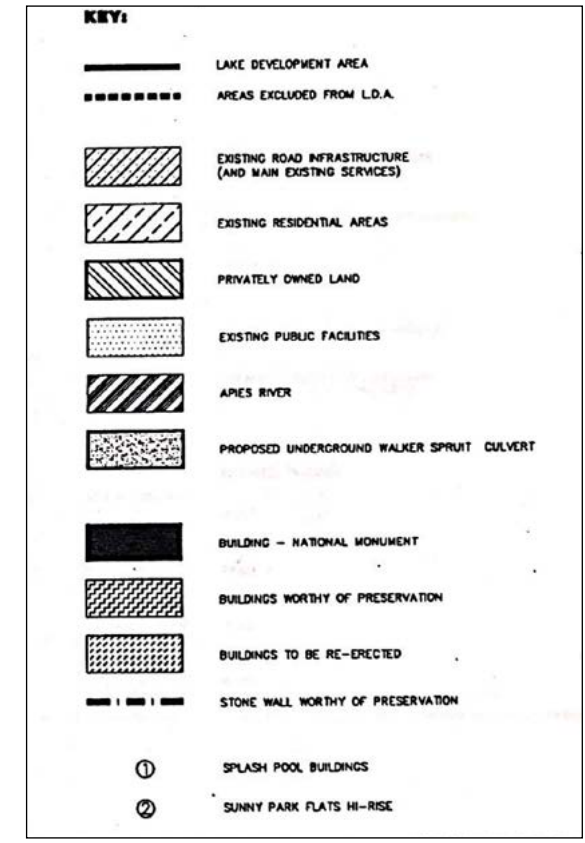 KEY:
LAKE DEVELOPMENT AREA
AREAS EXCLUDED FROM L.D.A.
EXISTING ROAD INFRASTRUCTURE
(AND MAIN EXISTING SERVICES)
EXISTING RESIDENTIAL AREAS
PRIVATELY OWNED LAND
EXISTING PUBLIC FACILITIES
APIES RIVER
PROPOSED UNDERGROUND WALKER SPRUIT CULVERT
BUILDING – NATIONAL MONUMENT
BUILDINGS WORTHY OF PRESERVATION
BUILDINGS TO BE RE-ERECTED
STONE WALL WORTHY OF PRESERVATION
① SPLASH POOL BUILDINGS
② SUNNY PARK FLATS HI-RISE